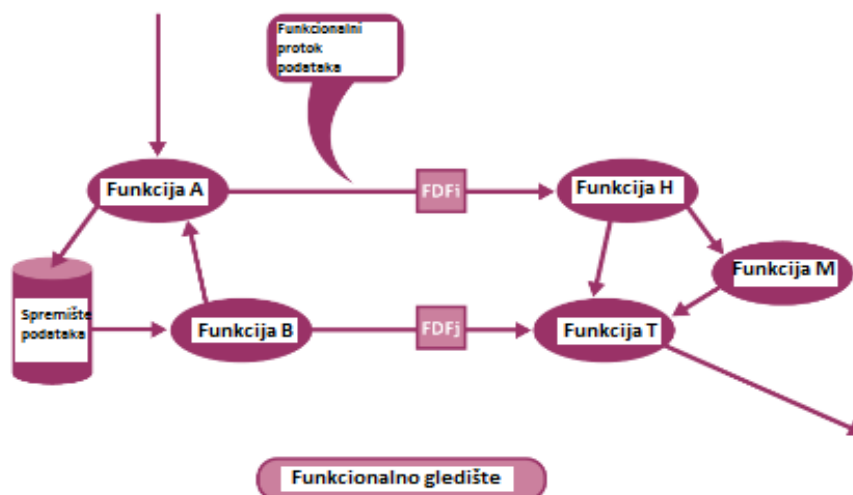 Funkcionalni
protok
podataka
Funkcija A
FDFi
Funkcija H
Funkcija M
Spremište
podataka
Funkcija B
FDFj
Funkcija T
Funkcionalno gledište